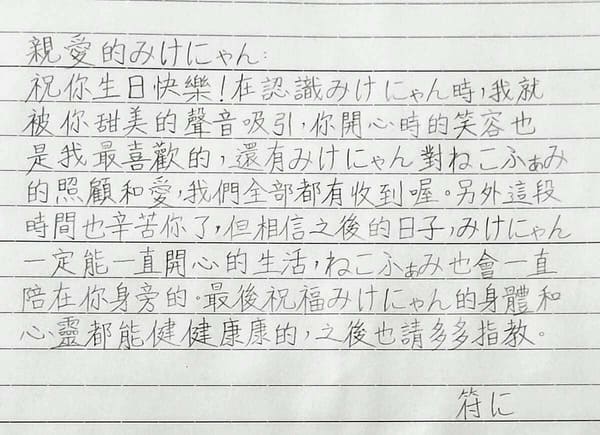 親愛的みけにゃん:
祝你生日快樂!在認識みけにゃん時,我就
被你甜美的聲音吸引,你開心時的笑容也
是我最喜歡的,還有みけにゃん對ねこふぁみ
的照顧和愛,我們全部都有收到喔。另外這段
時間也辛苦你了,但相信之後的日子,みけにゃん
一定能一直開心的生活,ねこふぁみ也會一直
陪在你身旁的。最後祝福みけにゃん的身體和
心靈都能健健康康的,之後也請多多指教。
符に